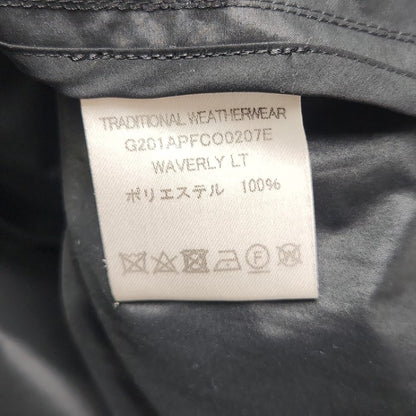 TRADITIONAL WEATHERWEAR
G201APFCO0207E
WAVERLY LT
ポリエステル 100%